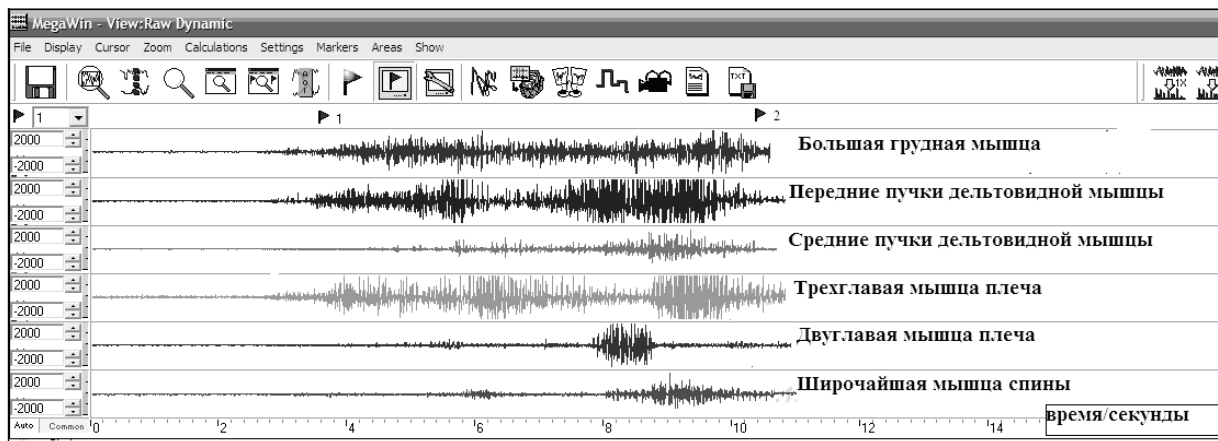 MegaWin - View:Raw Dynamic
File Display Cursor Zoom Calculations Settings Markers Areas Show
TXT
1X
1
1
2
2000
-2000
Большая грудная мышца
2000
-2000
Передние пучки дельтовидной мышцы
2000
-2000
Средние пучки дельтовидной мышцы
2000
-2000
Трехглавая мышца плеча
2000
-2000
Двуглавая мышца плеча
2000
-2000
Широчайшая мышца спины
время/секунды
Auto Common 0 2 4 6 8 10 12 14